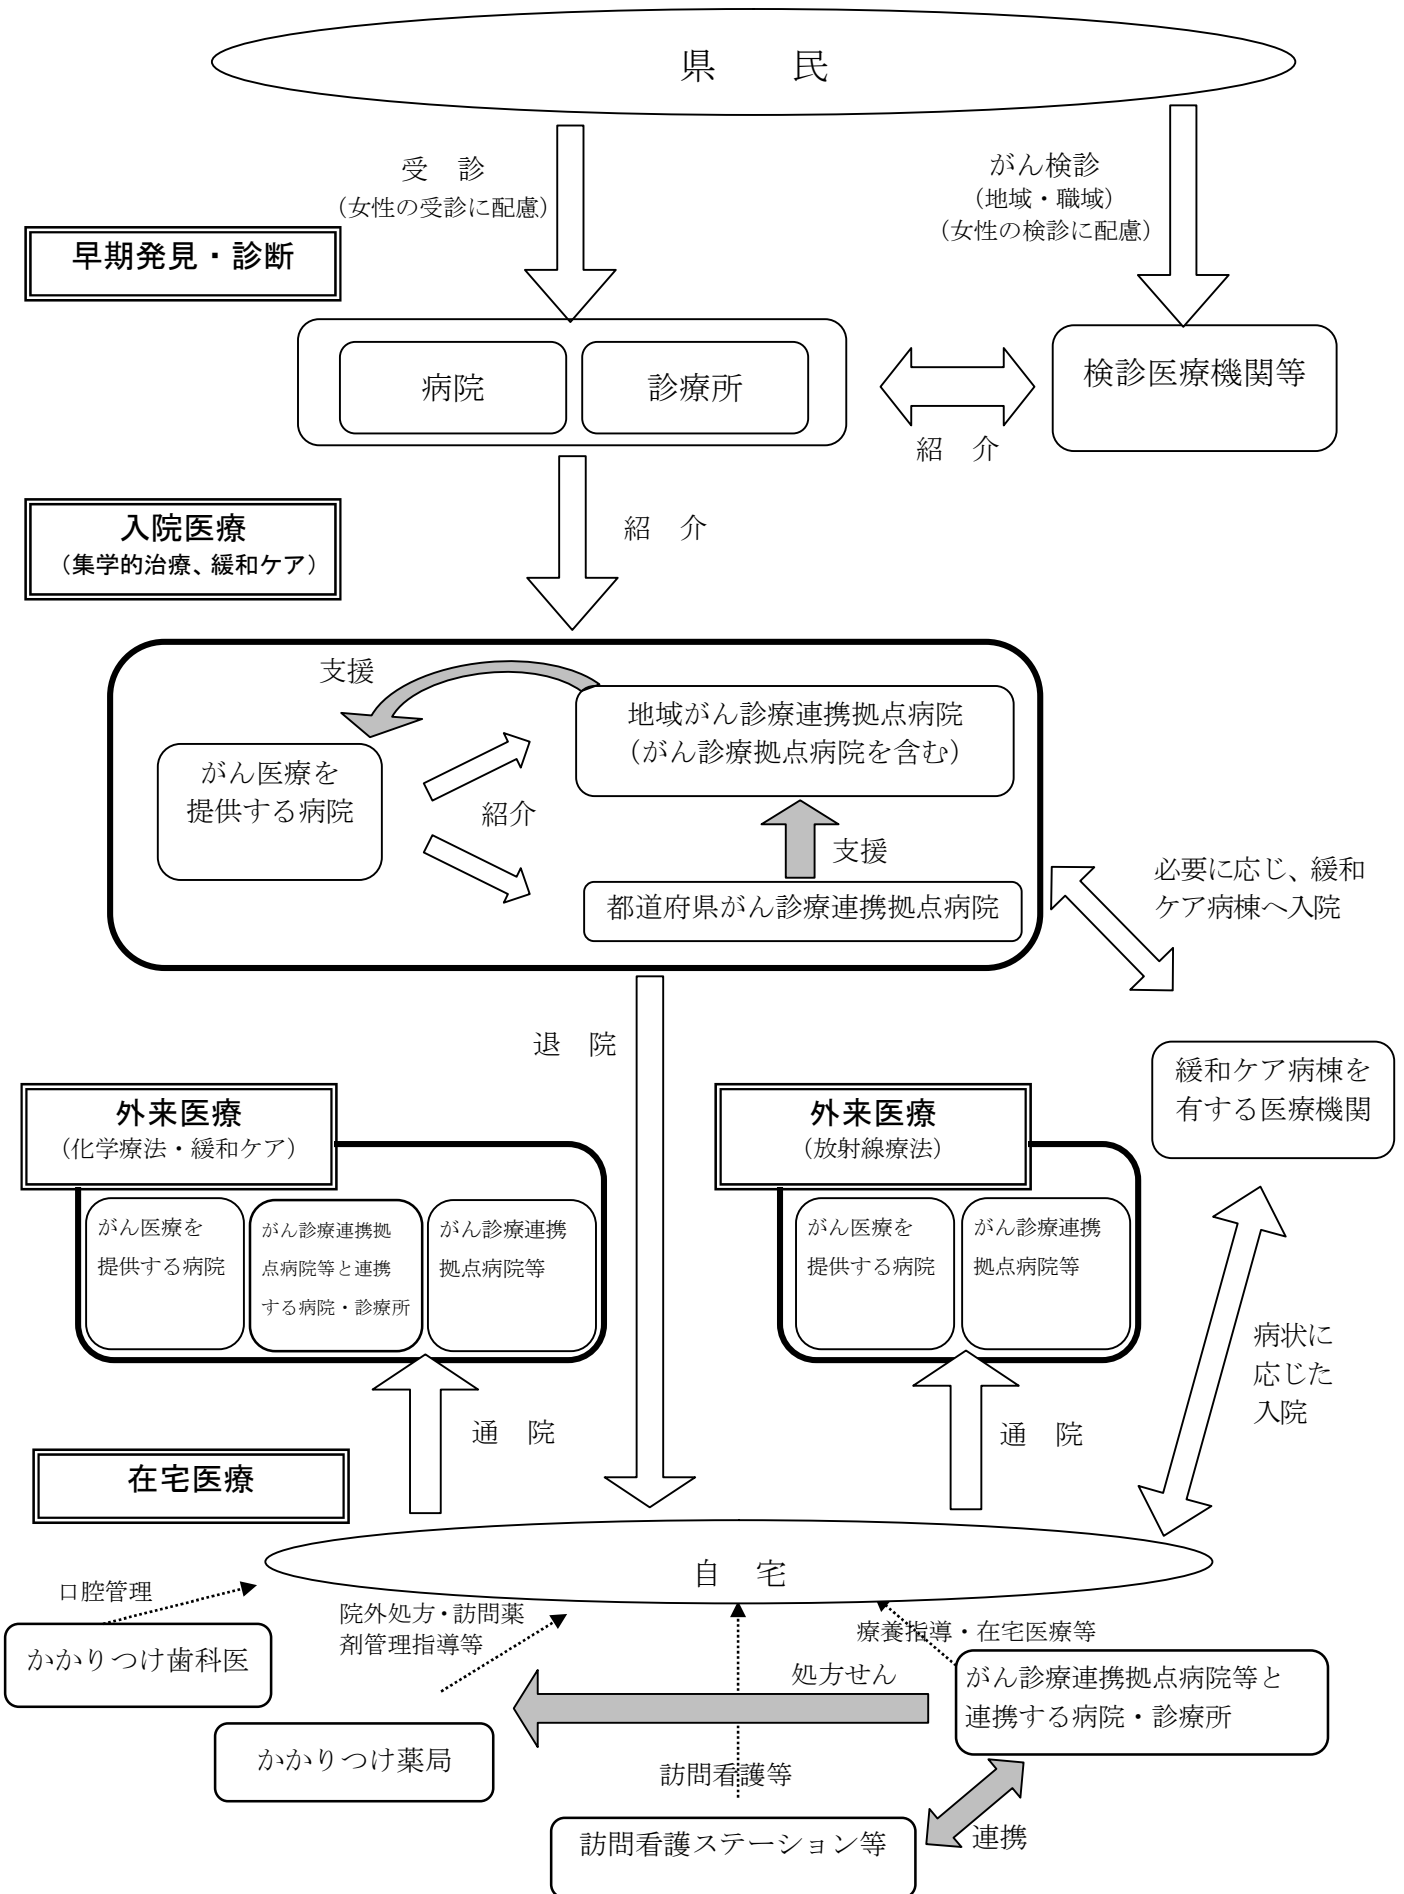 県　　民
受　診
（女性の受診に配慮）
がん検診
（地域・職域）
（女性の検診に配慮）
早期発見・診断
病院
診療所
検診医療機関等
紹　介
入院医療
（集学的治療、緩和ケア）
紹　介
支援
地域がん診療連携拠点病院
（がん診療拠点病院を含む）
がん医療を
提供する病院
紹介
支援
都道府県がん診療連携拠点病院
必要に応じ、緩和
ケア病棟へ入院
退　院
緩和ケア病棟を
有する医療機関
外来医療
（化学療法・緩和ケア）
がん医療を
提供する病院
がん診療連携拠
点病院等と連携
する病院・診療所
がん診療連携
拠点病院等
外来医療
（放射線療法）
がん医療を
提供する病院
がん診療連携
拠点病院等
病状に
応じた
入院
通　院
通　院
在宅医療
自　宅
口腔管理
かかりつけ歯科医
院外処方・訪問薬
剤管理指導等
療養指導・在宅医療等
処方せん
がん診療連携拠点病院等と
連携する病院・診療所
かかりつけ薬局
訪問看護等
訪問看護ステーション等
連携